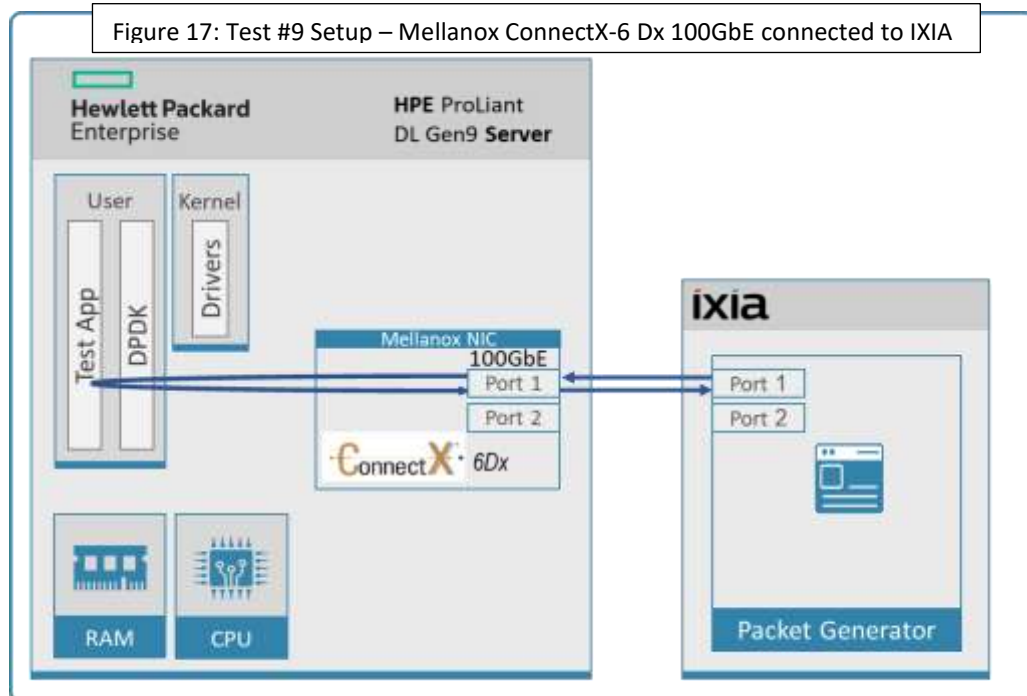 Figure 17: Test #9 Setup – Mellanox ConnectX-6 Dx 100GbE connected to IXIA
Hewlett Packard
Enterprise
HPE ProLiant
DL Gen9 Server
User
Kernel
Test App
DPDK
Drivers
Mellanox NIC
100GbE
Port 1
Port 2
ConnectX 6Dx
RAM
CPU
ixia
Port 1
Port 2
Packet Generator